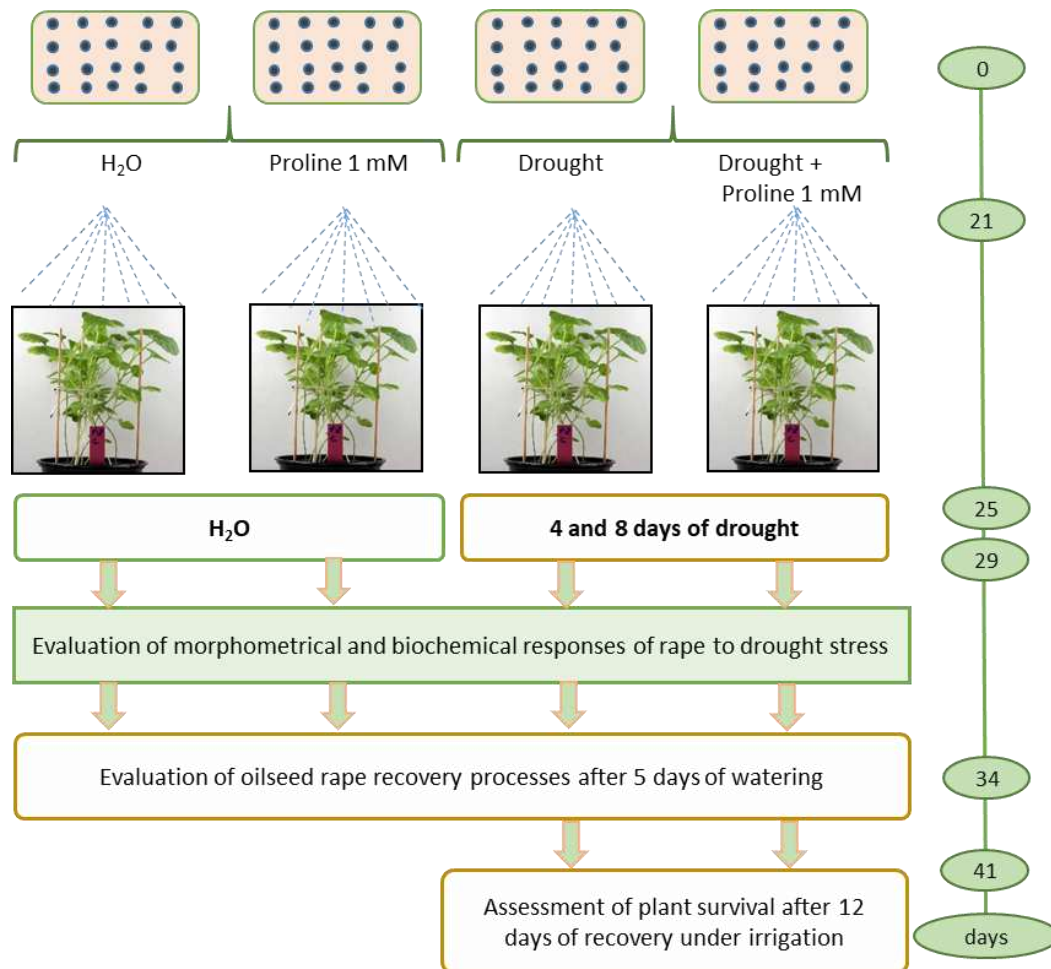 0
H₂O
Proline 1 mM
Drought
Drought +
Proline 1 mM
21
H₂O
4 and 8 days of drought
25
29
Evaluation of morphometrical and biochemical responses of rape to drought stress
Evaluation of oilseed rape recovery processes after 5 days of watering
34
41
Assessment of plant survival after 12
days of recovery under irrigation
days